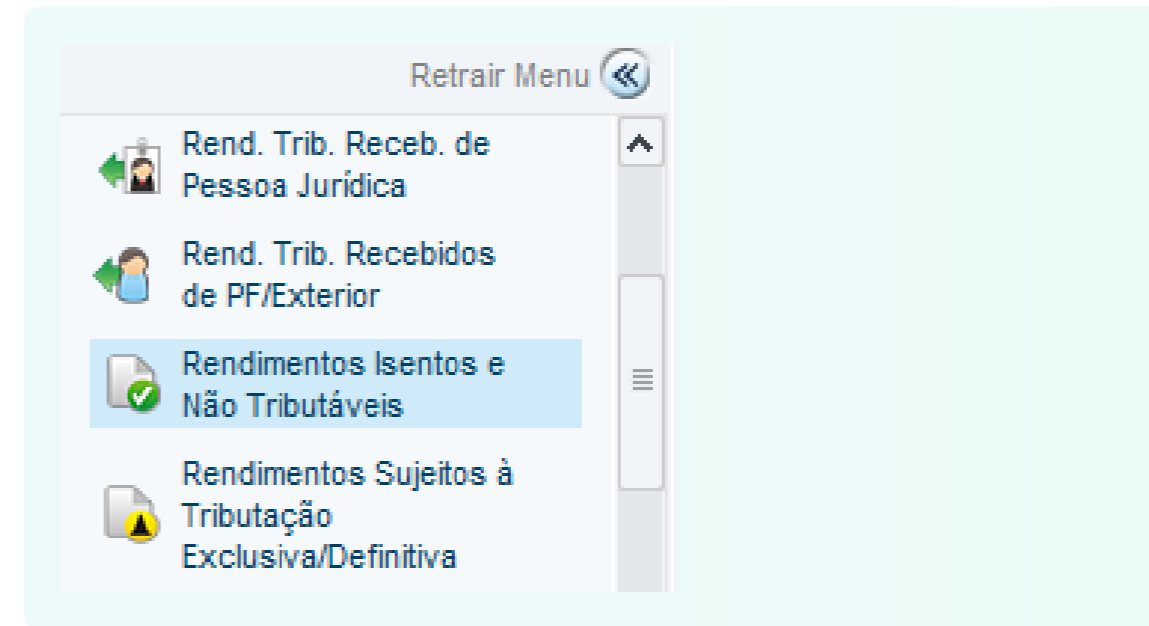 Retrair Menu
Rend. Trib. Receb. de
Pessoa Jurídica
Rend. Trib. Recebidos
de PF/Exterior
Rendimentos Isentos e
Não Tributáveis
Rendimentos Sujeitos à
Tributação
Exclusiva/Definitiva